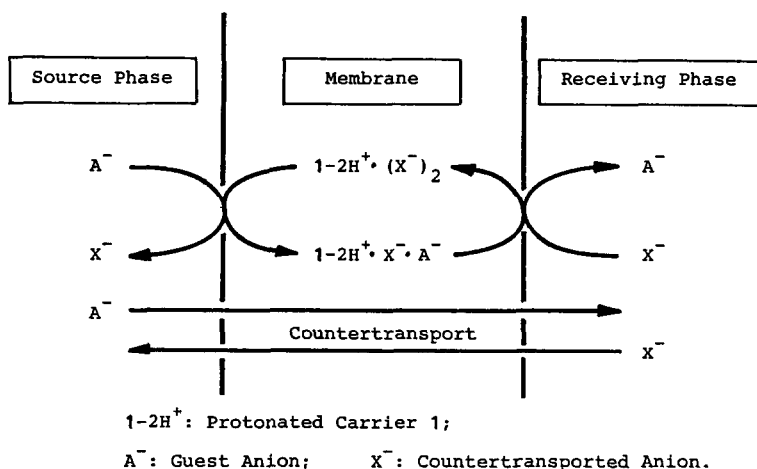 Source Phase Membrane Receiving Phase
A⁻ 1-2H⁺·(X⁻)₂ A⁻
X⁻ 1-2H⁺·X⁻·A⁻ X⁻
A⁻
Countertransport
X⁻
1-2H⁺: Protonated Carrier 1;
A⁻: Guest Anion; X⁻: Countertransported Anion.